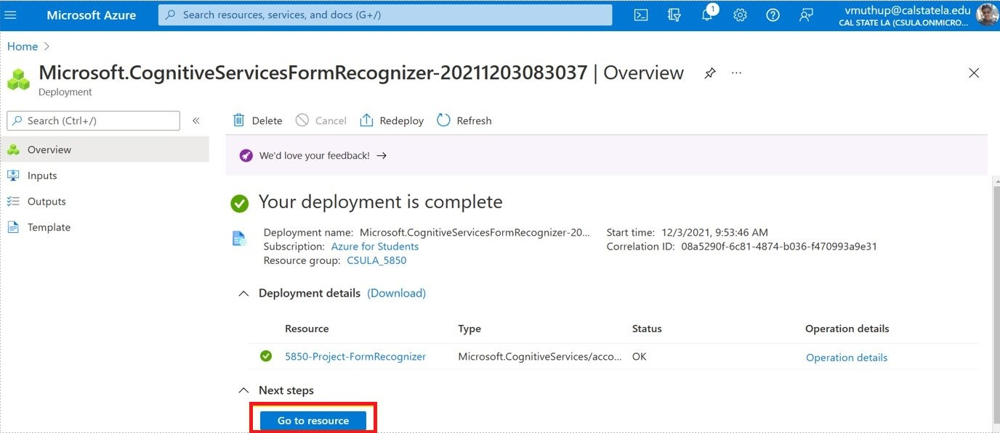 Microsoft Azure
Search resources, services, and docs (G+/)
1
vmuthup@calstatela.edu
CAL STATE LA (CSULA.ONMICRO...
Home
Microsoft.CognitiveServicesFormRecognizer-20211203083037 | Overview
...
Deployment
Search (Ctrl+/)
«
Delete
Cancel
Redeploy
Refresh
Overview
We'd love your feedback! →
Inputs
Outputs
Template
Your deployment is complete
Deployment name: Microsoft.CognitiveServicesFormRecognizer-20...
Start time: 12/3/2021, 9:53:46 AM
Subscription: Azure for Students
Correlation ID: 08a5290f-6c81-4874-b036-f470993a9e31
Resource group: CSULA_5850
Deployment details (Download)
Resource Type Status Operation details
5850-Project-FormRecognizer Microsoft.CognitiveServices/acco... OK Operation details
Next steps
Go to resource